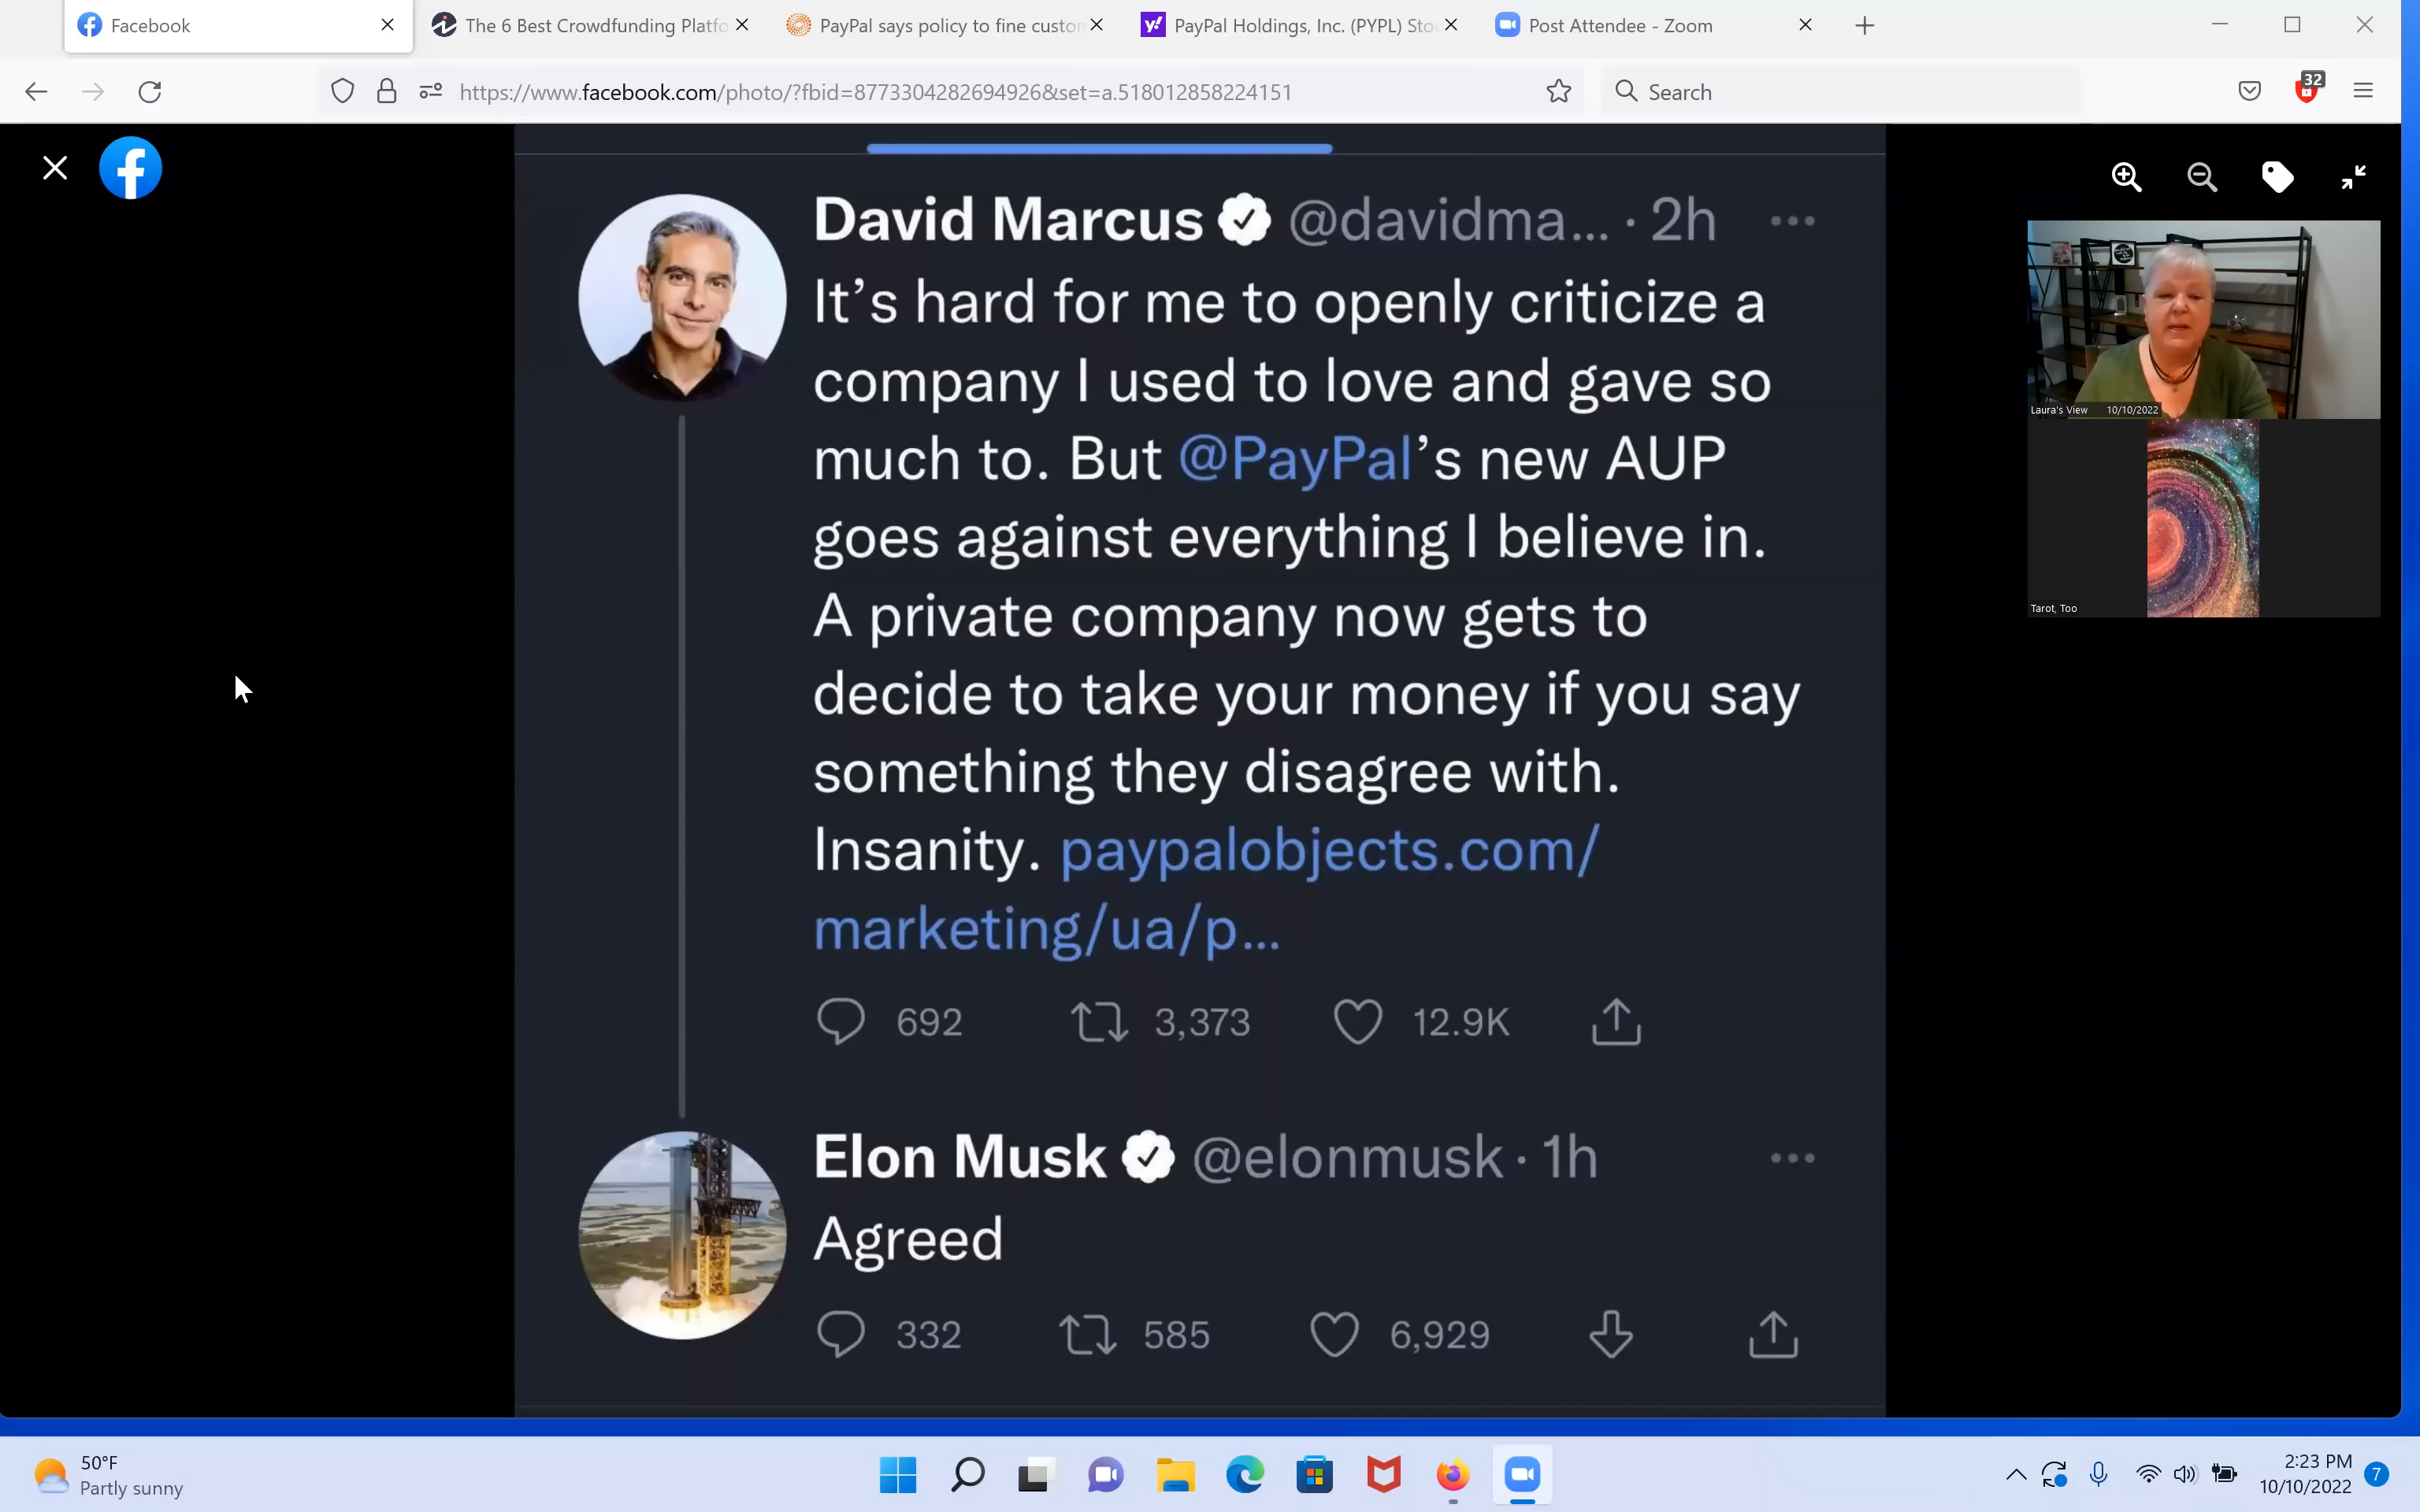 Facebook
The 6 Best Crowdfunding Platfo
PayPal says policy to fine custom
PayPal Holdings, Inc. (PYPL) Sto
Post Attendee - Zoom
https://www.facebook.com/photo/?fbid=8773304282694926&set=a.518012858224151
Search
32
David Marcus @davidma... · 2h
It's hard for me to openly criticize a
company I used to love and gave so
much to. But @PayPal's new AUP
goes against everything I believe in.
A private company now gets to
decide to take your money if you say
something they disagree with.
Insanity. paypalobjects.com/
marketing/ua/p...
692 3,373 12.9K
Elon Musk @elonmusk · 1h
Agreed
332 585 6,929
Laura's View 10/10/2022
Tarot, Too
50°F
Partly sunny
2:23 PM
10/10/2022
7